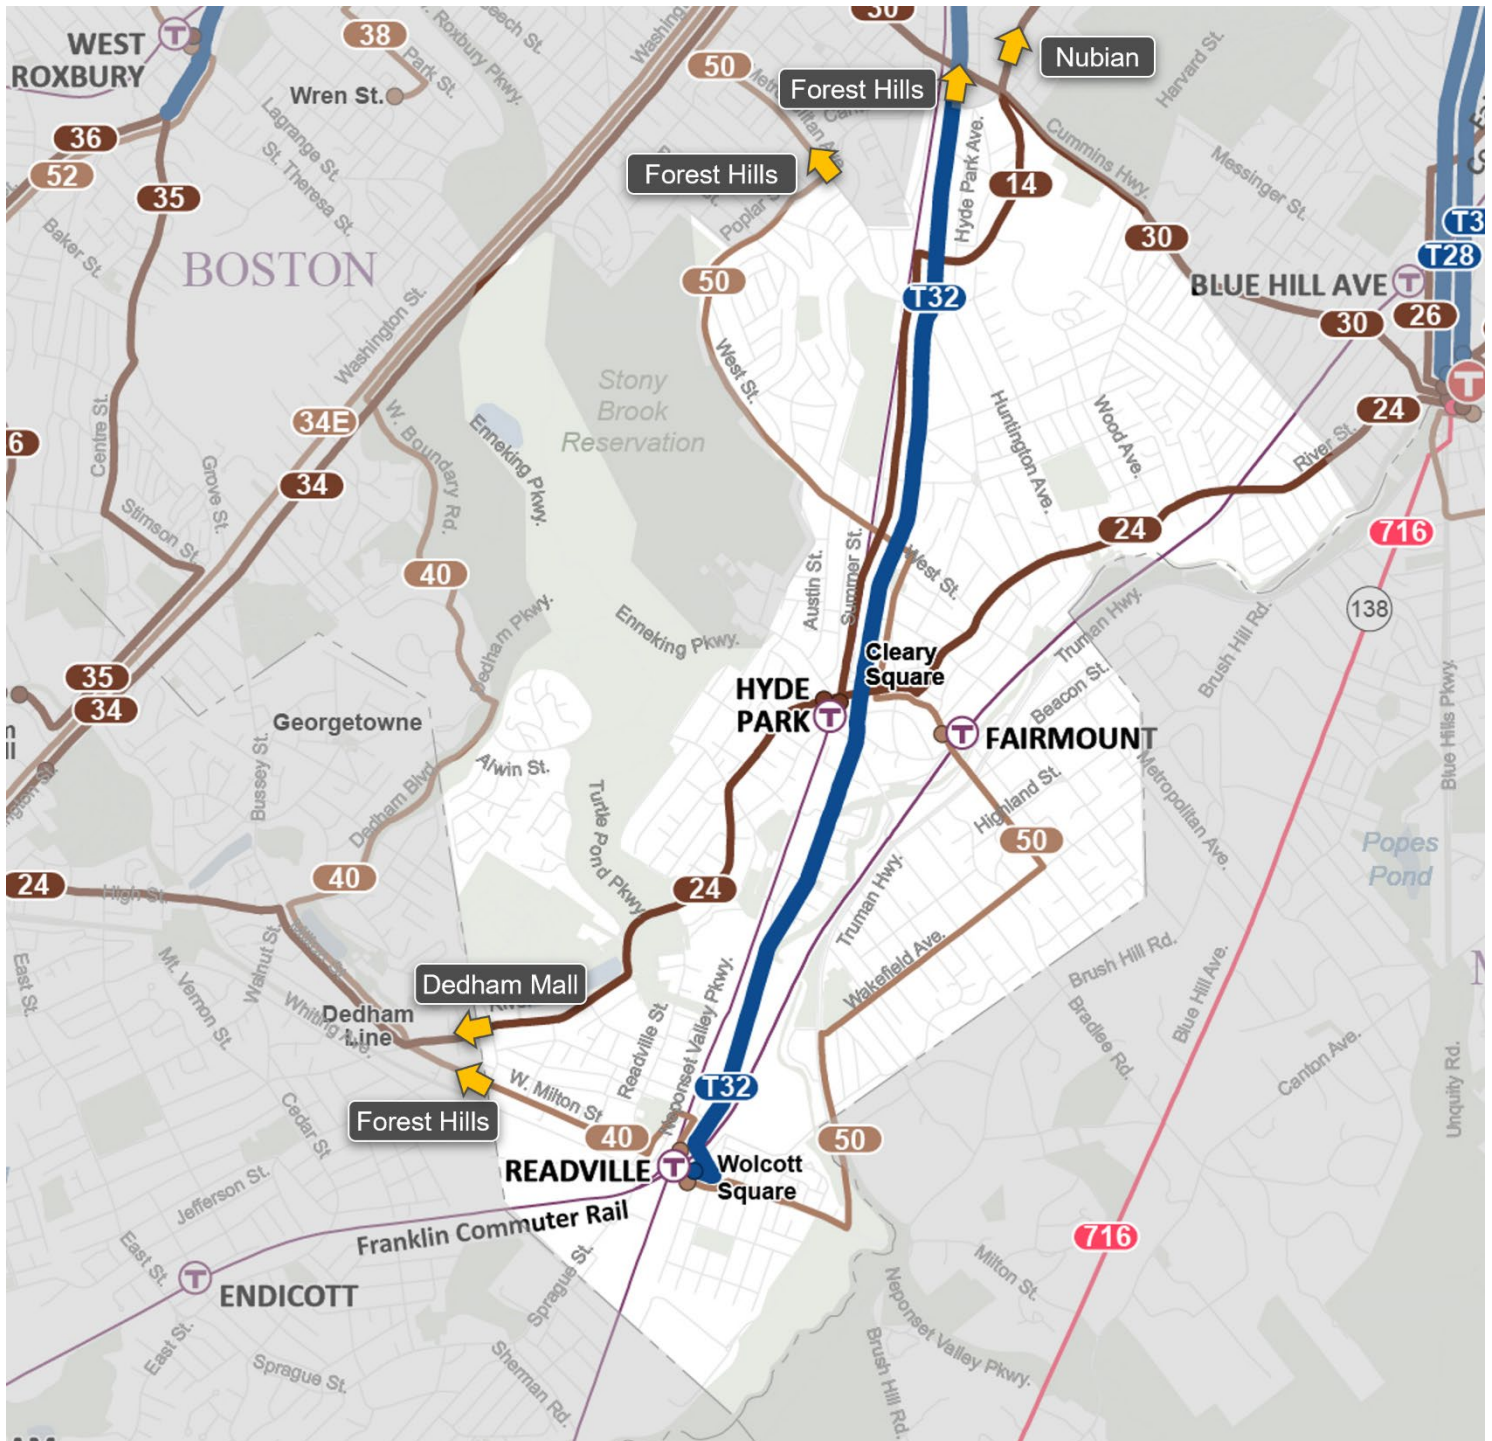 30
WEST
ROXBURY
38
Park St.
Beech St.
W. Roxbury Pkwy.
50
Nubian
Forest Hills
Harvard St.
Wren St.
36
52
35
Lagrange St.
St. Theresa St.
Baker St.
Forest Hills
Poplar St.
Hyde Park Ave.
14
Cummins Hwy.
Messinger St.
30
T28
BOSTON
Washington St.
50
T32
BLUE HILL AVE
30
26
24
West St.
Stony
Brook
Reservation
Enneking Pkwy.
34E
W. Boundary Rd.
Centre St.
Grove St.
34
Stimson St.
40
Huntington Ave.
Wood Ave.
River St.
24
716
138
Austin St.
Summer St.
West St.
Dedham Pkwy.
Enneking Pkwy.
Cleary
Square
Truman Hwy.
Beacon St.
Brush Hill Rd.
35
34
HYDE
PARK
FAIRMOUNT
Georgetowne
Bussey St.
Alwin St.
Dedham Blvd.
Turtle
Pond Pkwy.
Highland St.
Metropolitan Ave.
Blue Hills Pkwy.
50
Popes
Pond
24
High St.
40
24
Truman Hwy.
Wakefield Ave.
Brush Hill Rd.
Walnut St.
East St.
Mt. Vernon St.
Whiting Ave.
Dedham Mall
Dedham
Line
Readville St.
Neponset Valley Pkwy.
Bradlee Rd.
Blue Hill Ave.
Canton Ave.
Unquity Rd.
T32
W. Milton St
Forest Hills
40
50
Cedar St
READVILLE
Wolcott
Square
Jefferson St.
Franklin Commuter Rail
716
East St.
ENDICOTT
Sprague St.
Milton St.
Neponset Valley Pkwy.
East St.
Sprague St.
Sherman Rd.
Brush Hill Rd.